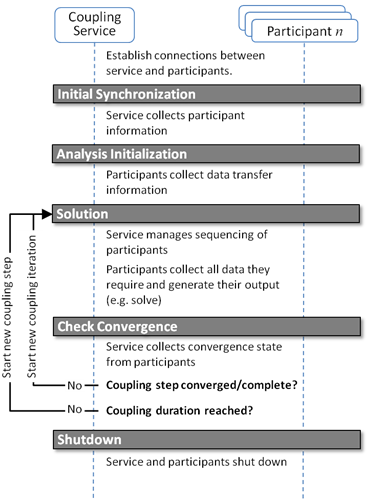 Coupling
Service
Participant n
Establish connections between
service and participants.
Initial Synchronization
Service collects participant
information
Analysis Initialization
Participants collect data transfer
information
Solution
Service manages sequencing of
participants
Participants collect all data they
require and generate their output
(e.g. solve)
Check Convergence
Service collects convergence state
from participants
No
Coupling step converged/complete?
No
Coupling duration reached?
Start new coupling step
Start new coupling iteration
Shutdown
Service and participants shut down